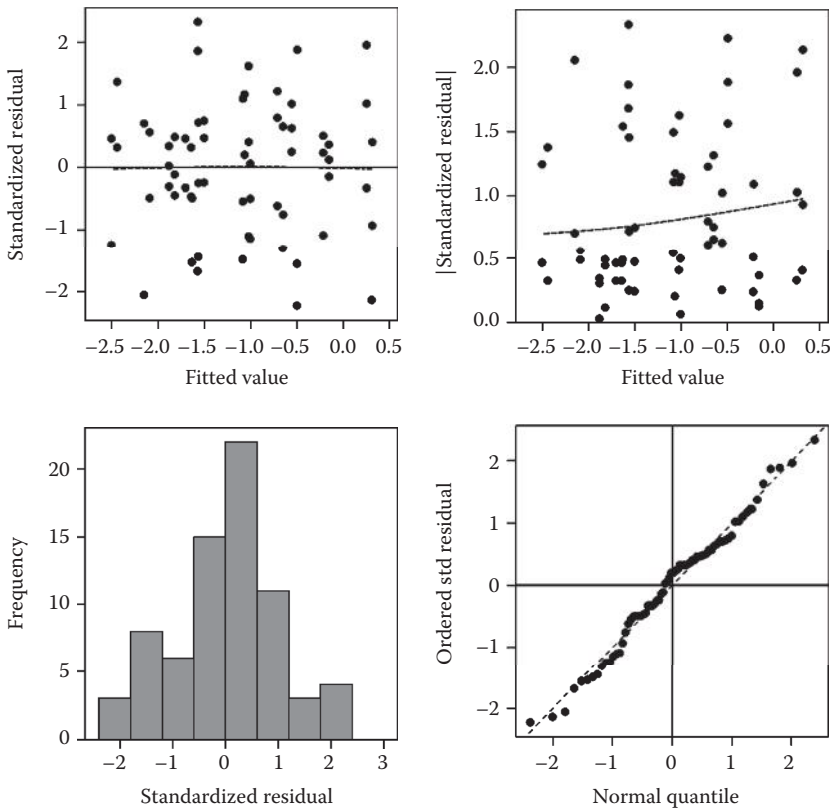 Standardized residual
2
1
0
−1
−2
−2.5 −2.0 −1.5 −1.0 −0.5 0.0 0.5
Fitted value
|Standardized residual|
2.0
1.5
1.0
0.5
0.0
−2.5 −2.0 −1.5 −1.0 −0.5 0.0 0.5
Fitted value
Frequency
20
15
10
5
0
−2 −1 0 1 2 3
Standardized residual
Ordered std residual
2
1
0
−1
−2
−2 −1 0 1 2
Normal quantile